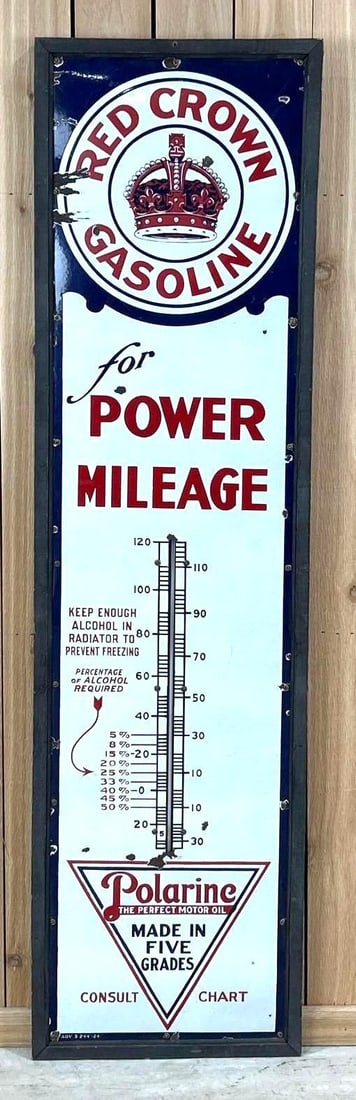 RED CROWN
GASOLINE
for
POWER
MILEAGE
120
110
100
90
KEEP ENOUGH
ALCOHOL IN
RADIATOR TO
PREVENT FREEZING
80
70
PERCENTAGE
OF ALCOHOL
REQUIRED
60
50
40
30
5%
8%
15% 20
20%
25% 10
33%
40% 0
45%
50% 10
20
5
30
Polarine
THE PERFECT MOTOR OIL
MADE IN
FIVE
GRADES
CONSULT CHART